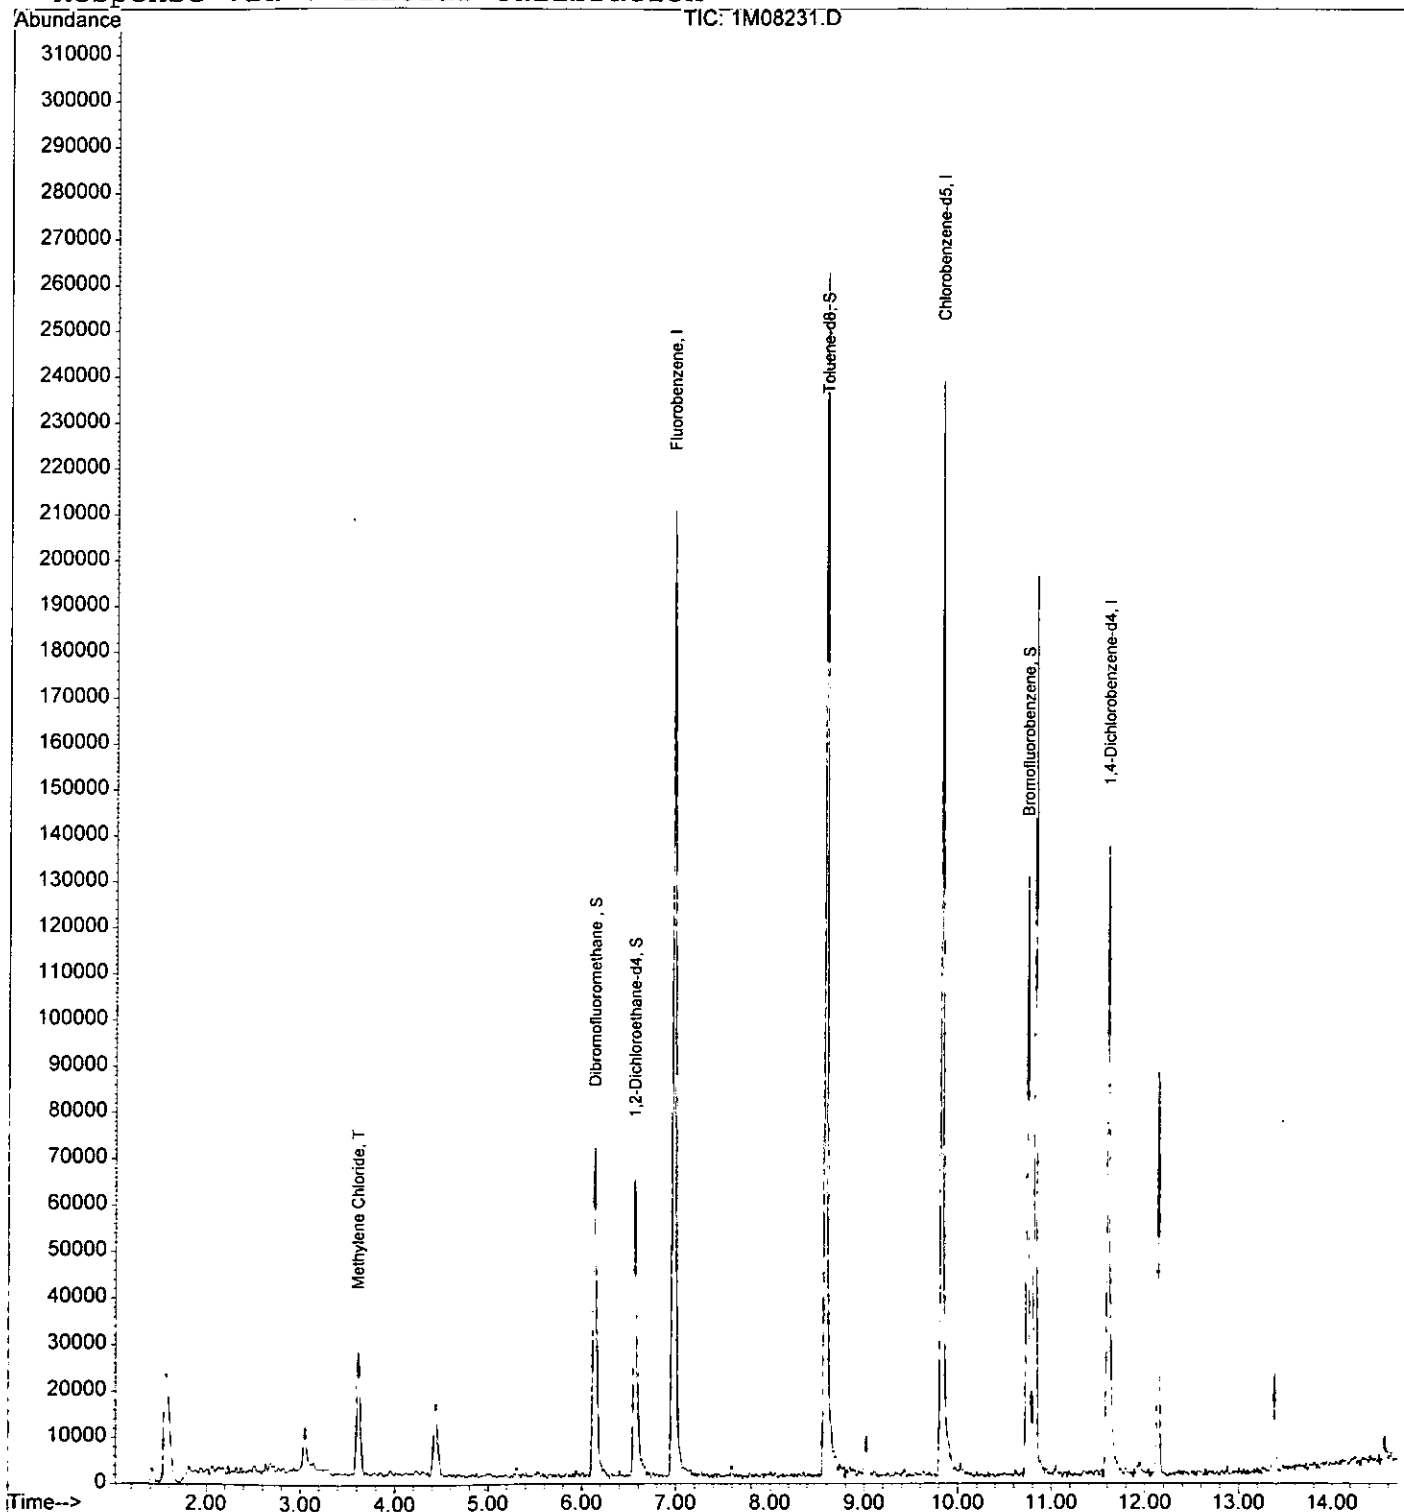 Response via : Initial Calibration
Abundance
TIC: 1M08231.D
310000
300000
290000
280000
270000
260000
250000
240000
230000
220000
210000
200000
190000
180000
170000
160000
150000
140000
130000
120000
110000
100000
90000
80000
70000
60000
50000
40000
30000
20000
10000
0
Methylene Chloride, T
Dibromofluoromethane , S
1,2-Dichloroethane-d4, S
Fluorobenzene, I
Toluene-d8, S
Chlorobenzene-d5, I
Bromofluorobenzene, S
1,4-Dichlorobenzene-d4, I
Time--> 2.00 3.00 4.00 5.00 6.00 7.00 8.00 9.00 10.00 11.00 12.00 13.00 14.00